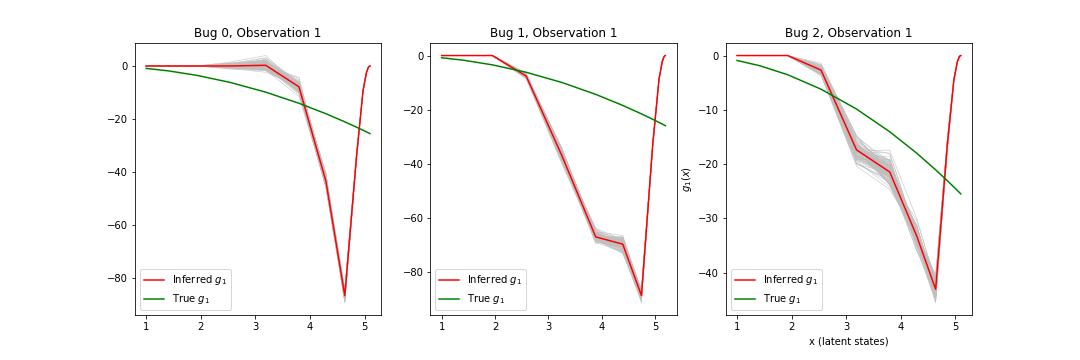 Bug 0, Observation 1
0
−20
−40
−60
−80
1 2 3 4 5
Inferred g₁
True g₁
Bug 1, Observation 1
0
−20
−40
−60
−80
1 2 3 4 5
Inferred g₁
True g₁
Bug 2, Observation 1
g₁(x)
0
−10
−20
−30
−40
1 2 3 4 5
x (latent states)
Inferred g₁
True g₁